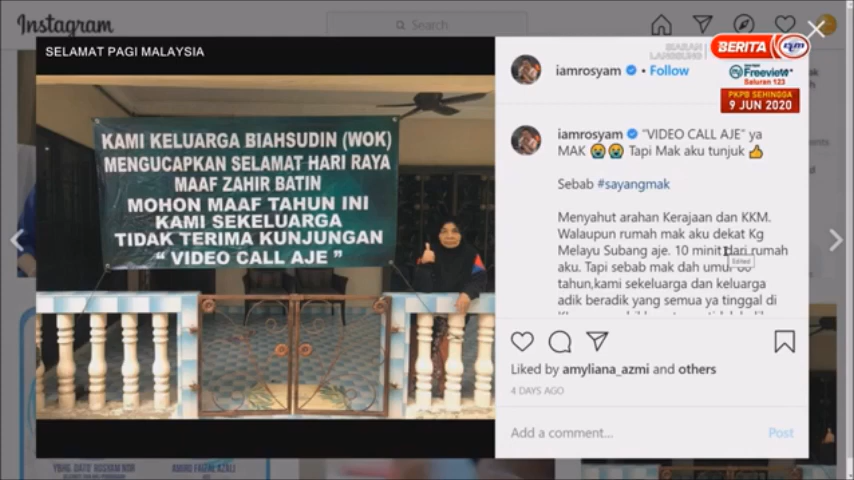 Instagram
Search
SELAMAT PAGI MALAYSIA
SIARAN
LANGSUNG
BERITA rtm
Freeview
Saluran 123
PKPB SEHINGGA
9 JUN 2020
KAMI KELUARGA BIAHSUDIN (WOK)
MENGUCAPKAN SELAMAT HARI RAYA
MAAF ZAHIR BATIN
MOHON MAAF TAHUN INI
KAMI SEKELUARGA
TIDAK TERIMA KUNJUNGAN
" VIDEO CALL AJE "
iamrosyam • Follow
iamrosyam "VIDEO CALL AJE" ya
MAK 😭😭 Tapi Mak aku tunjuk 👍
Sebab #sayangmak
Menyahut arahan Kerajaan dan KKM.
Walaupun rumah mak aku dekat Kg
Melayu Subang aje. 10 minit dari rumah
aku. Tapi sebab mak dah umur
Edited
tahun,kami sekeluarga dan keluarga
adik beradik yang semua ya tinggal di
Liked by amyliana_azmi and others
4 DAYS AGO
Add a comment...
Post